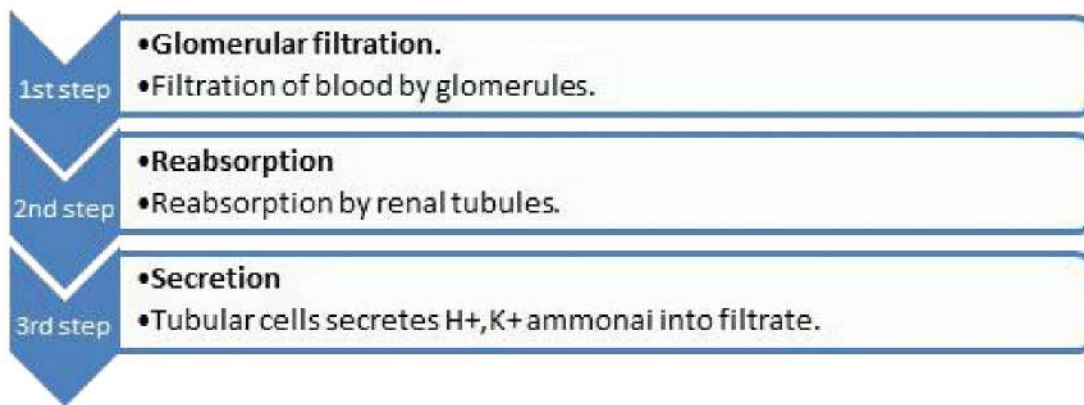 1st step
•Glomerular filtration.
•Filtration of blood by glomerules.
2nd step
•Reabsorption
•Reabsorption by renal tubules.
3rd step
•Secretion
•Tubular cells secretes H+,K+ ammonai into filtrate.